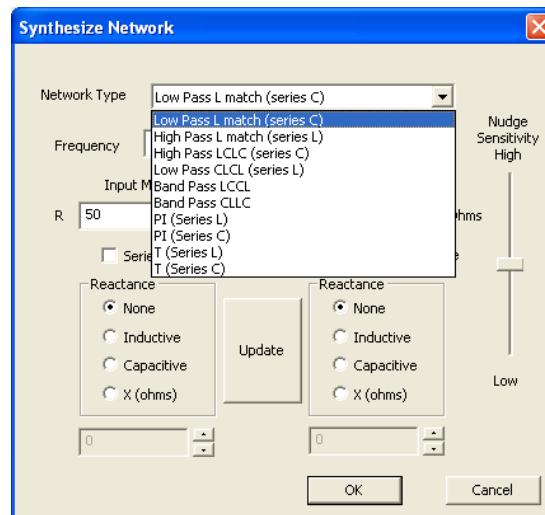 Synthesize Network
Network Type Low Pass L match (series C)
Low Pass L match (series C)
High Pass L match (series L)
High Pass LCLC (series C)
Low Pass CLCL (series L)
Band Pass LCCL
Band Pass CLLC
PI (Series L)
PI (Series C)
T (Series L)
T (Series C)
Nudge
Sensitivity
High
Frequency
Input M
R 50 hms
Serie
Reactance
None
Inductive
Capacitive
X (ohms)
0
Update
Reactance
None
Inductive
Capacitive
X (ohms)
0
Low
OK Cancel